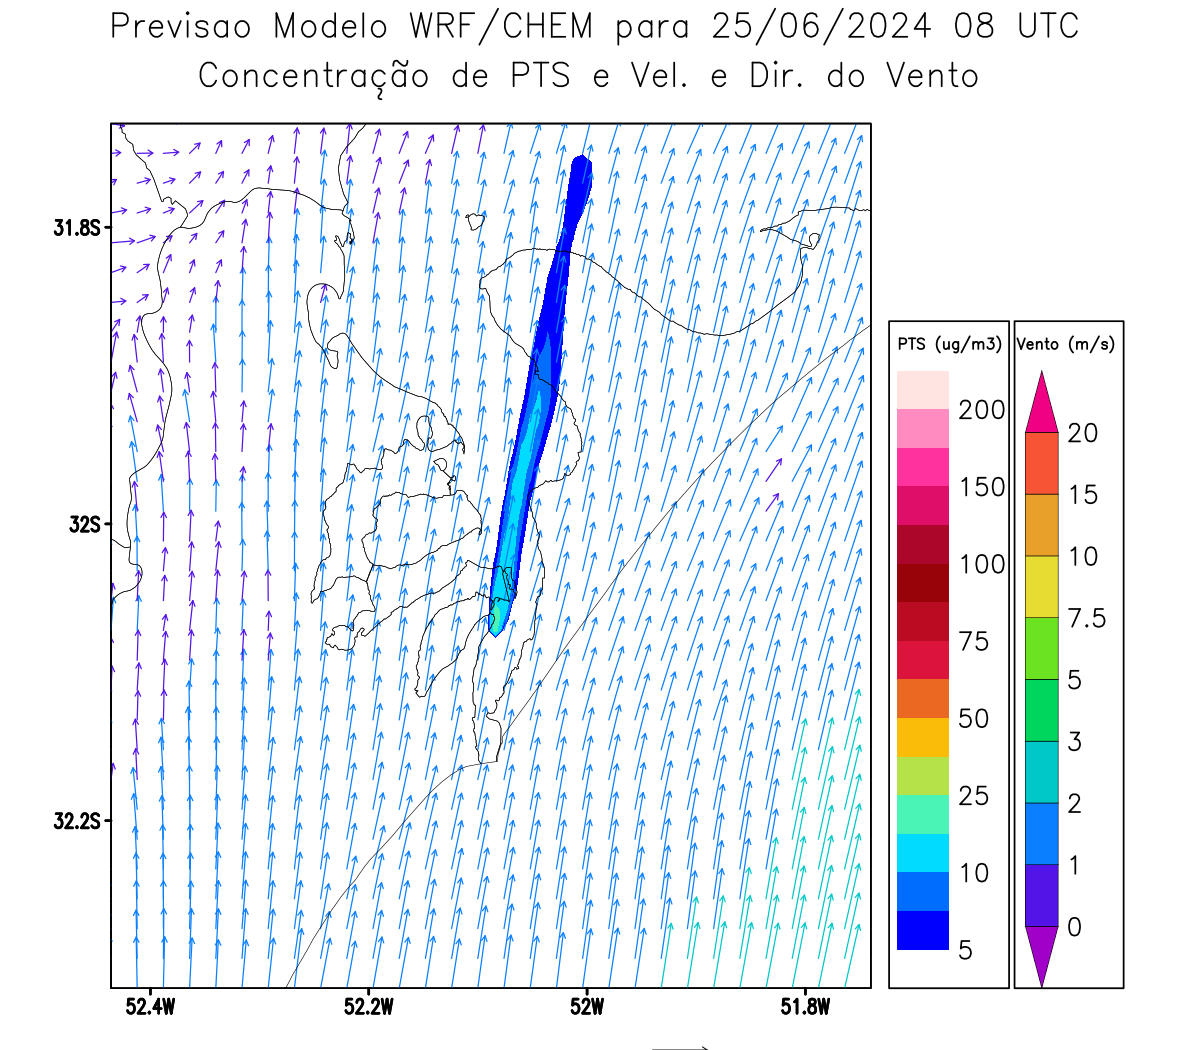 Previsao Modelo WRF/CHEM para 25/06/2024 08 UTC
Concentração de PTS e Vel. e Dir. do Vento
31.8S
32S
32.2S
52.4W 52.2W 52W 51.8W
PTS (ug/m3)
200
150
100
75
50
25
10
5
Vento (m/s)
20
15
10
7.5
5
3
2
1
0